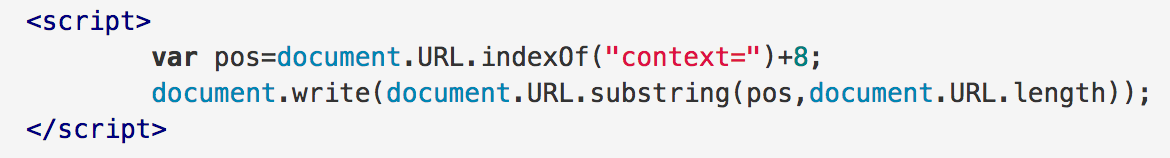 <script>
var pos=document.URL.indexOf("context=")+8;
document.write(document.URL.substring(pos,document.URL.length));
</script>